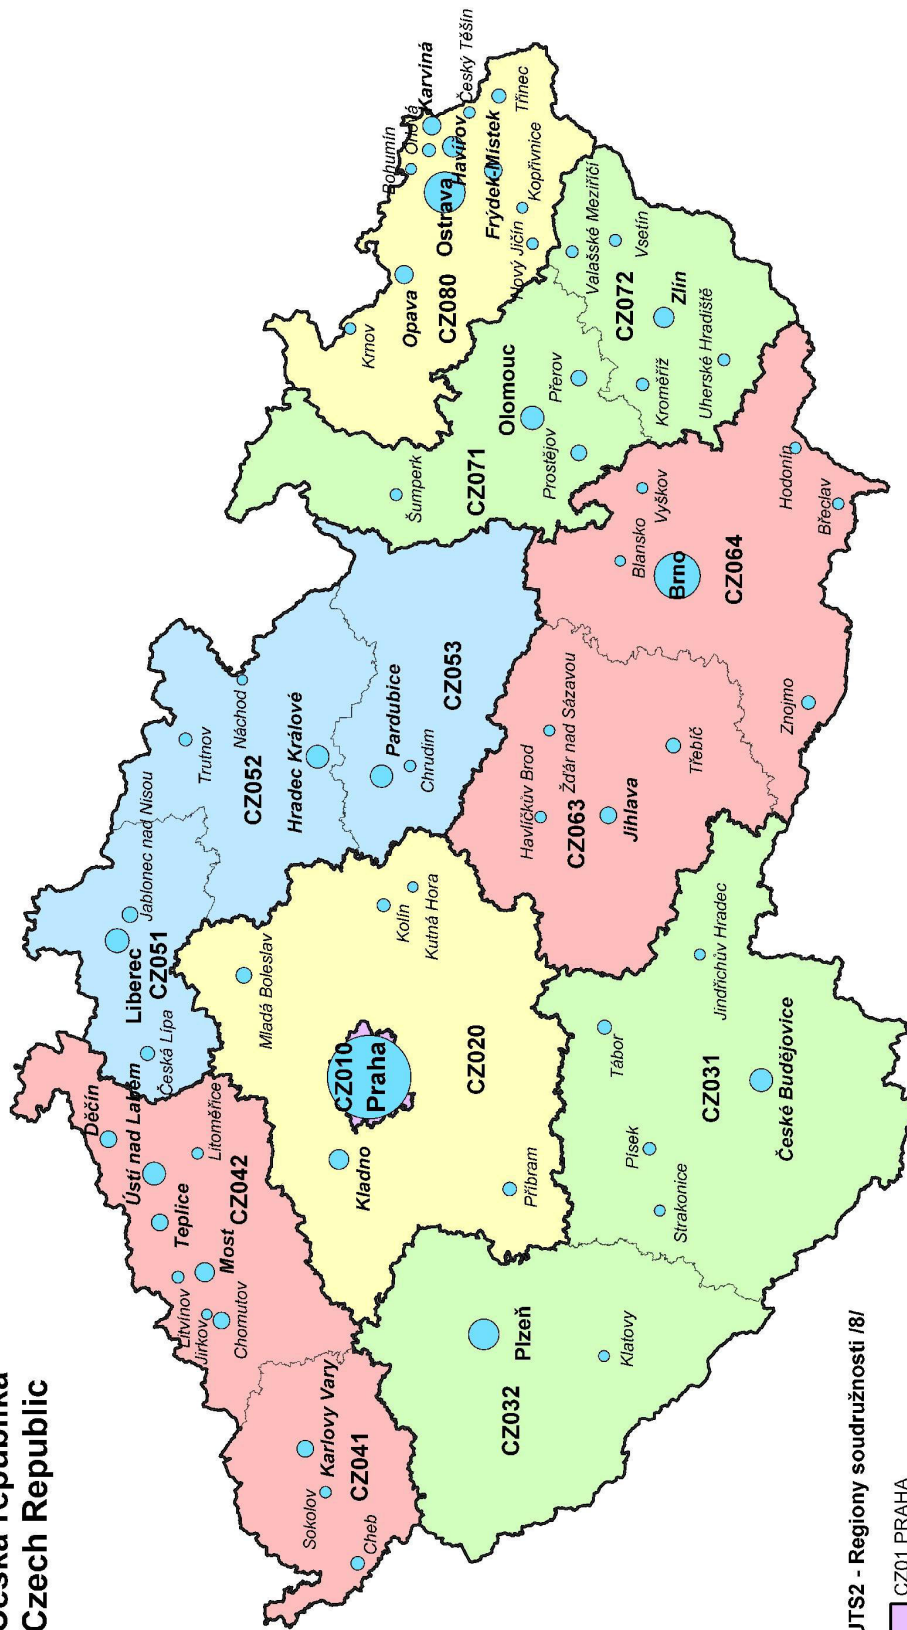 Česká republika
Czech Republic
Děčín
Ústí nad Labem
Teplice
Litvínov
Jirkov
Most
Chomutov
Litoměřice
CZ042
Sokolov
Karlovy Vary
CZ041
Cheb
Liberec
Jablonec nad Nisou
CZ051
Česká Lípa
Trutnov
Náchod
CZ052
Hradec Králové
Pardubice
Chrudim
CZ053
Mladá Boleslav
CZ010
Praha
Kladno
Kolín
Kutná Hora
CZ020
Příbram
CZ032
Plzeň
Klatovy
Tábor
Písek
Strakonice
CZ031
Jindřichův Hradec
České Budějovice
Havlíčkův Brod
Žďár nad Sázavou
CZ063
Jihlava
Třebíč
Blansko
Vyškov
Brno
CZ064
Znojmo
Hodonín
Břeclav
Šumperk
CZ071
Olomouc
Prostějov
Přerov
Krnov
Opava
CZ080
Ostrava
Bohumín
Orlová
Karviná
Havířov
Český Těšín
Frýdek-Místek
Třinec
Kopřivnice
Nový Jičín
Valašské Meziříčí
Vsetín
CZ072
Zlín
Kroměříž
Uherské Hradiště
UTS2 - Regiony soudružnosti /8/
CZ01 PRAHA